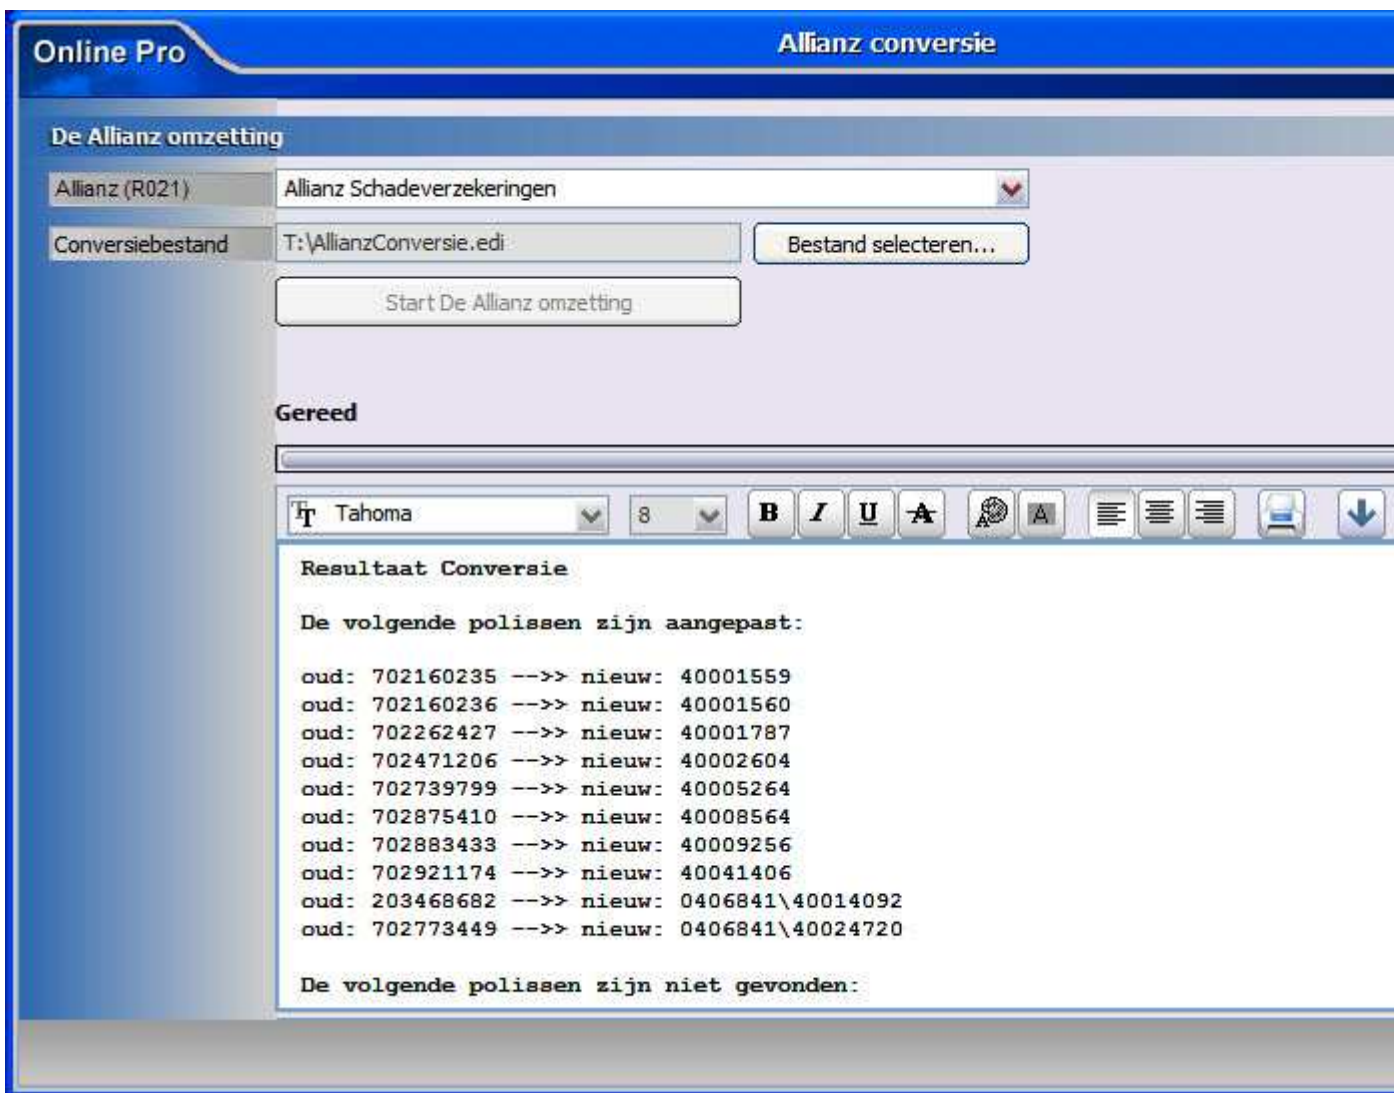 Online Pro
Allianz conversie
De Allianz omzetting
Allianz (R021)
Allianz Schadeverzekeringen
Conversiebestand
T:\AllianzConversie.edi
Bestand selecteren...
Start De Allianz omzetting
Gereed
Tahoma
8
B I U A A A
Resultaat Conversie
De volgende polissen zijn aangepast:
oud: 702160235 -->> nieuw: 40001559
oud: 702160236 -->> nieuw: 40001560
oud: 702262427 -->> nieuw: 40001787
oud: 702471206 -->> nieuw: 40002604
oud: 702739799 -->> nieuw: 40005264
oud: 702875410 -->> nieuw: 40008564
oud: 702883433 -->> nieuw: 40009256
oud: 702921174 -->> nieuw: 40041406
oud: 203468682 -->> nieuw: 0406841\40014092
oud: 702773449 -->> nieuw: 0406841\40024720
De volgende polissen zijn niet gevonden: